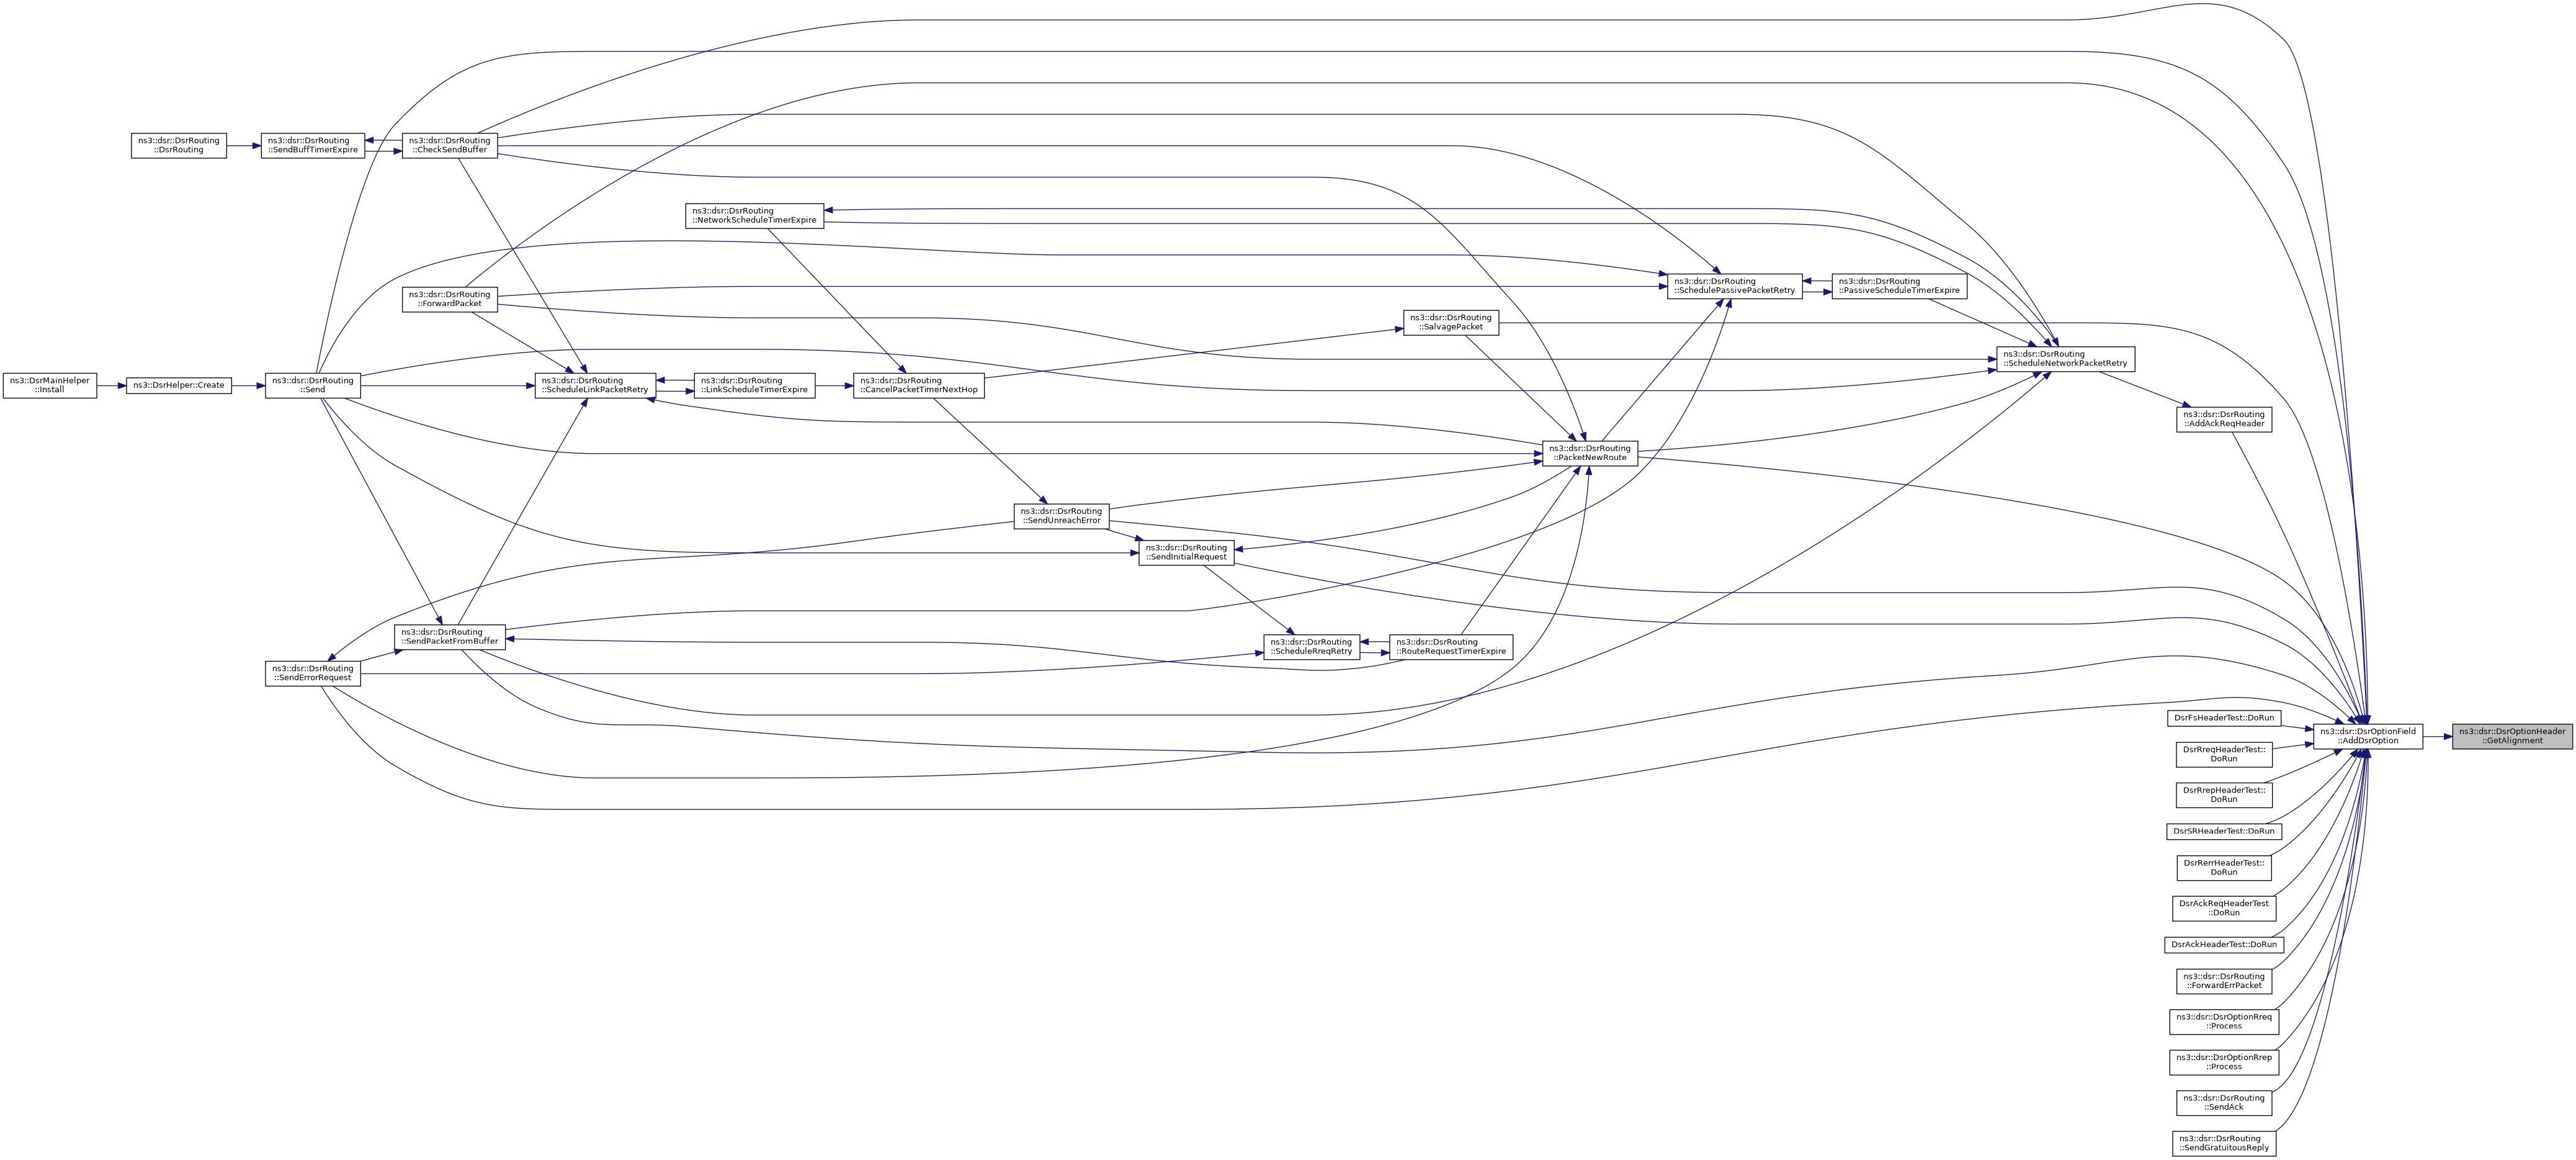 ns3::DsrMainHelper
::Install
ns3::DsrHelper::Create
ns3::dsr::DsrRouting
::DsrRouting
ns3::dsr::DsrRouting
::SendBuffTimerExpire
ns3::dsr::DsrRouting
::Send
ns3::dsr::DsrRouting
::SendErrorRequest
ns3::dsr::DsrRouting
::CheckSendBuffer
ns3::dsr::DsrRouting
::ForwardPacket
ns3::dsr::DsrRouting
::SendPacketFromBuffer
ns3::dsr::DsrRouting
::ScheduleLinkPacketRetry
ns3::dsr::DsrRouting
::NetworkScheduleTimerExpire
ns3::dsr::DsrRouting
::LinkScheduleTimerExpire
ns3::dsr::DsrRouting
::CancelPacketTimerNextHop
ns3::dsr::DsrRouting
::SendUnreachError
ns3::dsr::DsrRouting
::SendInitialRequest
ns3::dsr::DsrRouting
::ScheduleRreqRetry
ns3::dsr::DsrRouting
::SalvagePacket
ns3::dsr::DsrRouting
::RouteRequestTimerExpire
ns3::dsr::DsrRouting
::PacketNewRoute
ns3::dsr::DsrRouting
::SchedulePassivePacketRetry
ns3::dsr::DsrRouting
::PassiveScheduleTimerExpire
ns3::dsr::DsrRouting
::ScheduleNetworkPacketRetry
ns3::dsr::DsrRouting
::AddAckReqHeader
DsrFsHeaderTest::DoRun
DsrRreqHeaderTest::
DoRun
DsrRrepHeaderTest::
DoRun
DsrSRHeaderTest::DoRun
DsrRerrHeaderTest::
DoRun
DsrAckReqHeaderTest
::DoRun
DsrAckHeaderTest::DoRun
ns3::dsr::DsrRouting
::ForwardErrPacket
ns3::dsr::DsrOptionRreq
::Process
ns3::dsr::DsrOptionRrep
::Process
ns3::dsr::DsrRouting
::SendAck
ns3::dsr::DsrRouting
::SendGratuitousReply
ns3::dsr::DsrOptionField
::AddDsrOption
ns3::dsr::DsrOptionHeader
::GetAlignment